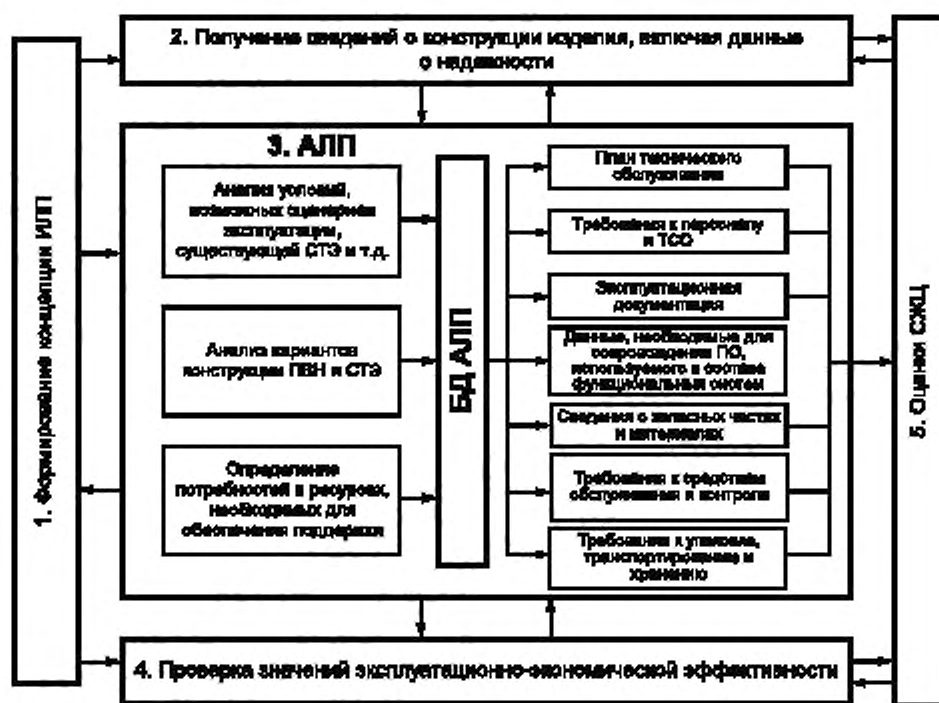 2. Получение сведений о конструкции изделия, включая данные
о надежности
1. Формирование концепции ИЛП
3. АЛП
Анализ условий,
возможных сценариев
эксплуатации,
существующей СТЭ и т.д.
Анализ вариантов
конструкции ПВН и СТЭ
Определение
потребностей в ресурсах,
необходимых для
обеспечения поддержки
БД АЛП
План технического
обслуживания
Требования к персоналу
и ТСО
Эксплуатационная
документация
Данные, необходимые для
сопровождения ПО,
используемого в составе
функциональных систем
Сведения о запасных частях
и материалах
Требования к средствам
обслуживания и контроля
Требования к упаковке,
транспортированию и
хранению
5. Оценки СЖЦ
4. Проверка значений эксплуатационно-экономической эффективности